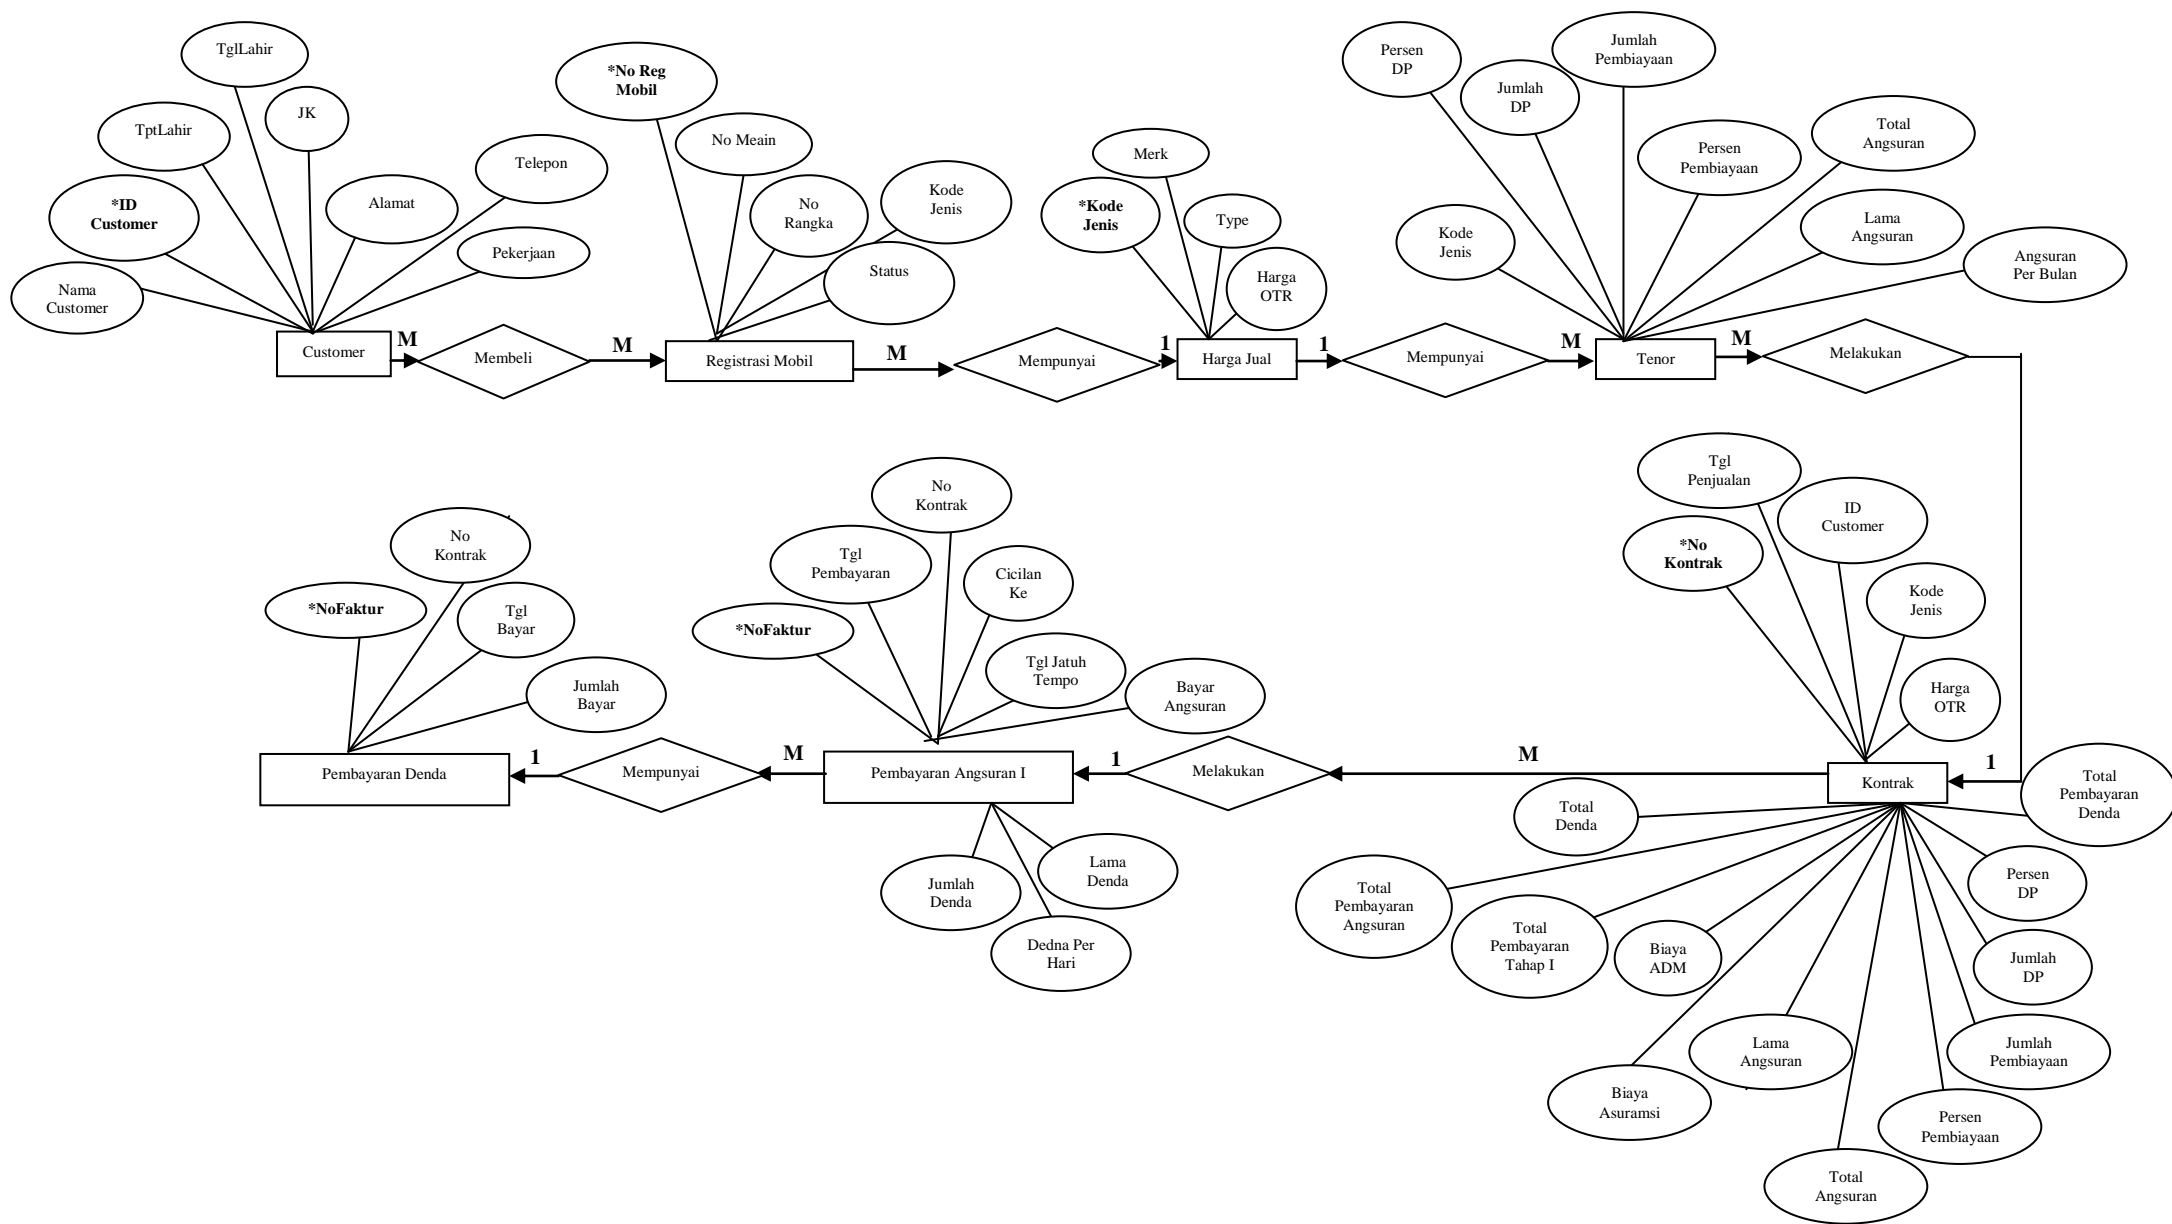 TglLahir
JK
TptLahir
Telepon
*ID
Customer
Alamat
Pekerjaan
Nama
Customer
Customer
M
Membeli
M
*No Reg
Mobil
No Meain
No
Rangka
Kode
Jenis
Status
Registrasi Mobil
M
Mempunyai
1
Merk
*Kode
Jenis
Type
Harga
OTR
Harga Jual
1
Mempunyai
M
Persen
DP
Jumlah
DP
Jumlah
Pembiayaan
Persen
Pembiayaan
Total
Angsuran
Kode
Jenis
Lama
Angsuran
Angsuran
Per Bulan
Tenor
M
Melakukan
No
Kontrak
*NoFaktur
Tgl
Bayar
Jumlah
Bayar
Pembayaran Denda
1
Mempunyai
M
No
Kontrak
Tgl
Pembayaran
Cicilan
Ke
*NoFaktur
Tgl Jatuh
Tempo
Bayar
Angsuran
Pembayaran Angsuran I
1
Melakukan
M
Jumlah
Denda
Lama
Denda
Dedna Per
Hari
Tgl
Penjualan
ID
Customer
*No
Kontrak
Kode
Jenis
Harga
OTR
Kontrak
1
Total
Pembayaran
Denda
Total
Denda
Total
Pembayaran
Angsuran
Total
Pembayaran
Tahap I
Biaya
ADM
Persen
DP
Jumlah
DP
Lama
Angsuran
Jumlah
Pembiayaan
Biaya
Asuramsi
Persen
Pembiayaan
Total
Angsuran